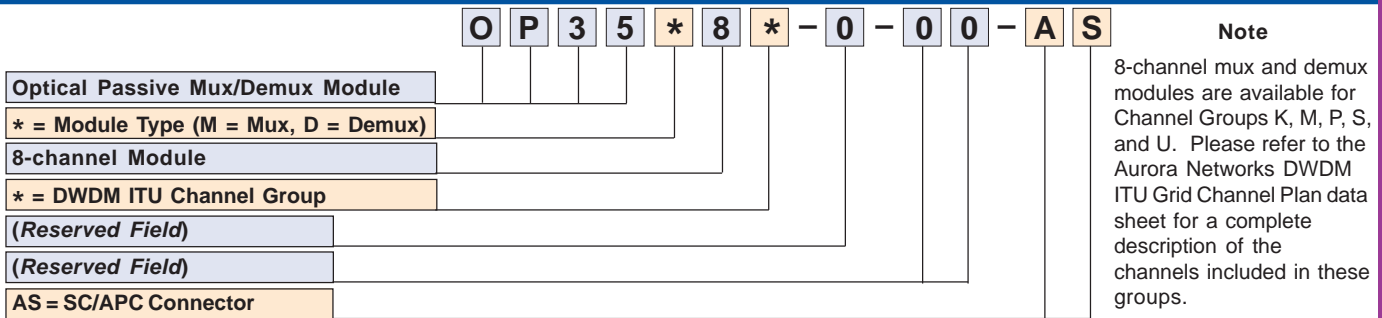 O P 3 5 * 8 * – 0 – 0 0 – A S
Optical Passive Mux/Demux Module
* = Module Type (M = Mux, D = Demux)
8-channel Module
* = DWDM ITU Channel Group
(Reserved Field)
(Reserved Field)
AS = SC/APC Connector
Note
8-channel mux and demux
modules are available for
Channel Groups K, M, P, S,
and U. Please refer to the
Aurora Networks DWDM
ITU Grid Channel Plan data
sheet for a complete
description of the
channels included in these
groups.